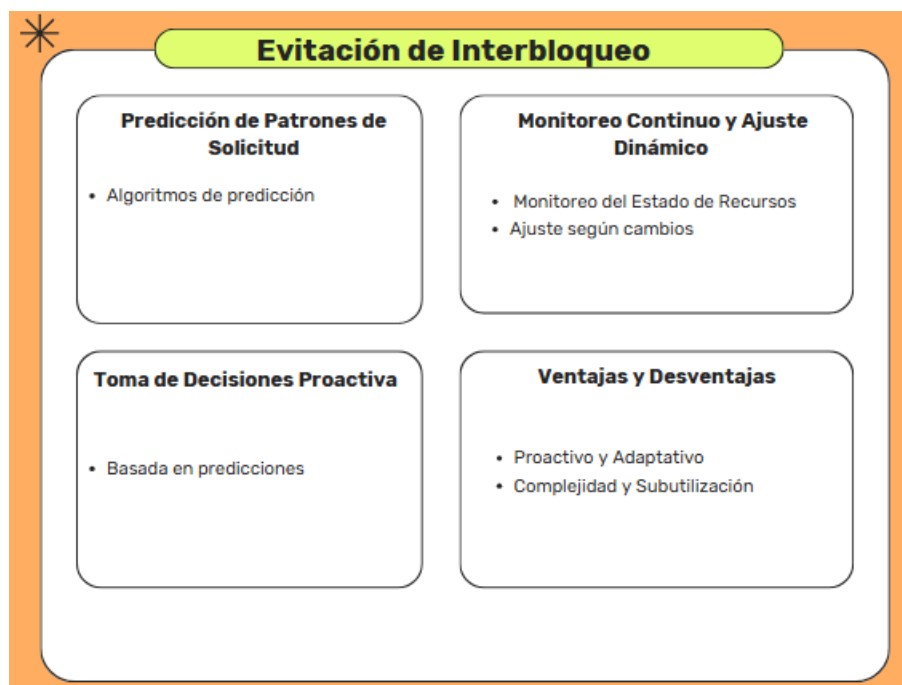 Evitación de Interbloqueo
Predicción de Patrones de
Solicitud
• Algoritmos de predicción
Monitoreo Continuo y Ajuste
Dinámico
• Monitoreo del Estado de Recursos
• Ajuste según cambios
Toma de Decisiones Proactiva
• Basada en predicciones
Ventajas y Desventajas
• Proactivo y Adaptativo
• Complejidad y Subutilización